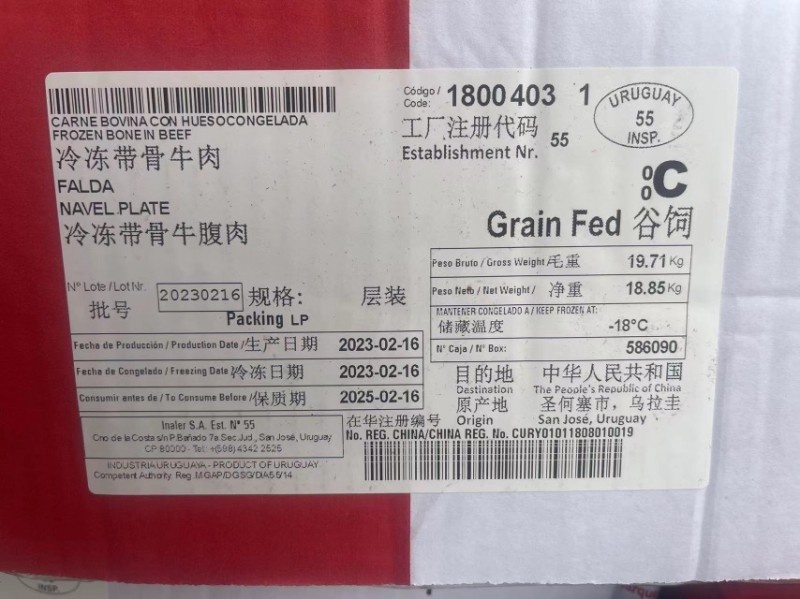 CARNE BOVINA CON HUESO CONGELADA
FROZEN BONE IN BEEF
冷冻带骨牛肉
FALDA
NAVEL PLATE
冷冻带骨牛腹肉
Código / Code: 1800403 1
工厂注册代码 55
Establishment Nr.
URUGUAY
55
INSP.
8C
Grain Fed 谷饲
Peso Bruto / Gross Weight / 毛重 19.71 Kg
Peso Neto / Net Weight / 净重 18.85 Kg
MANTENER CONGELADO A / KEEP FROZEN AT:
储藏温度 -18°C
N° Caja / N° Box: 586090
N° Lote / Lot Nr. 20230216 规格: 层装
批号
Packing LP
Fecha de Producción / Production Date / 生产日期 2023-02-16
Fecha de Congelado / Freezing Date 冷冻日期 2023-02-16
Consumir antes de / To Consume Before / 保质期 2025-02-16
目的地 中华人民共和国
Destination The People's Republic of China
原产地 圣何塞市，乌拉圭
Origin San José, Uruguay
在华注册编号
No. REG. CHINA/CHINA REG. No. CURY01011808010019
Inaler S.A. Est. N° 55
Cno de la Costa s/n P.Bañado 7a Sec.Jud., San José, Uruguay
CP 80000 - Tel.: +(598) 4342 2525
INDUSTRIA URUGUAYA - PRODUCT OF URUGUAY
Competent Authority Reg. MGAP/DGSG/DIA55/14
INSP.